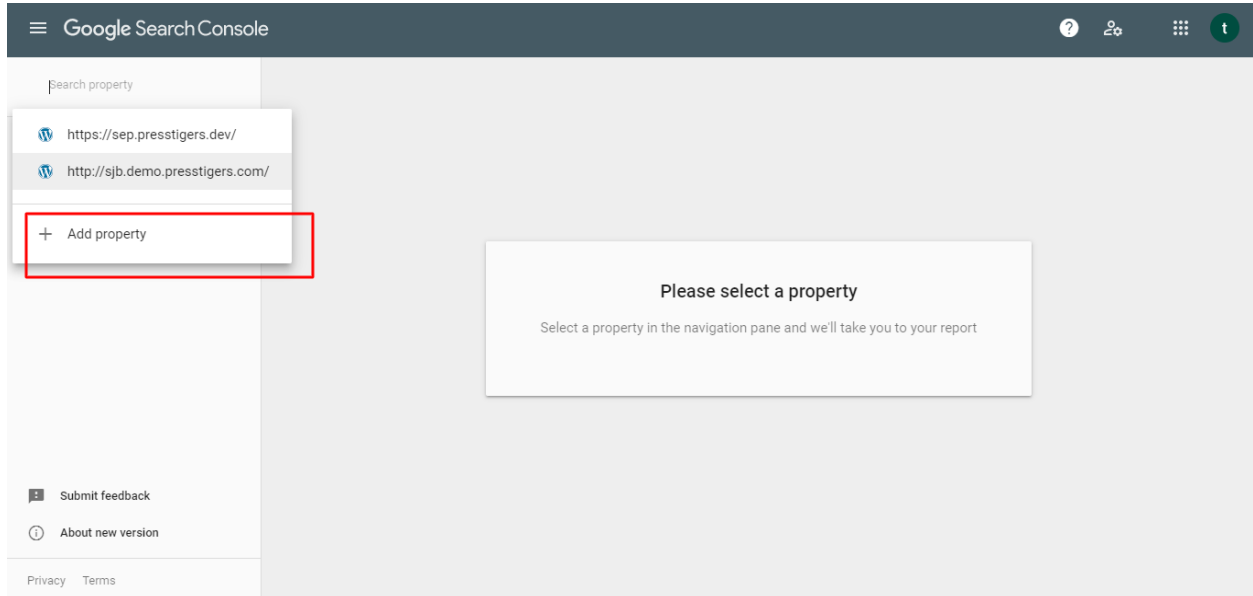 Google Search Console
t
Search property
https://sep.presstigers.dev/
http://sjb.demo.presstigers.com/
Add property
Please select a property
Select a property in the navigation pane and we'll take you to your report
Submit feedback
About new version
Privacy Terms